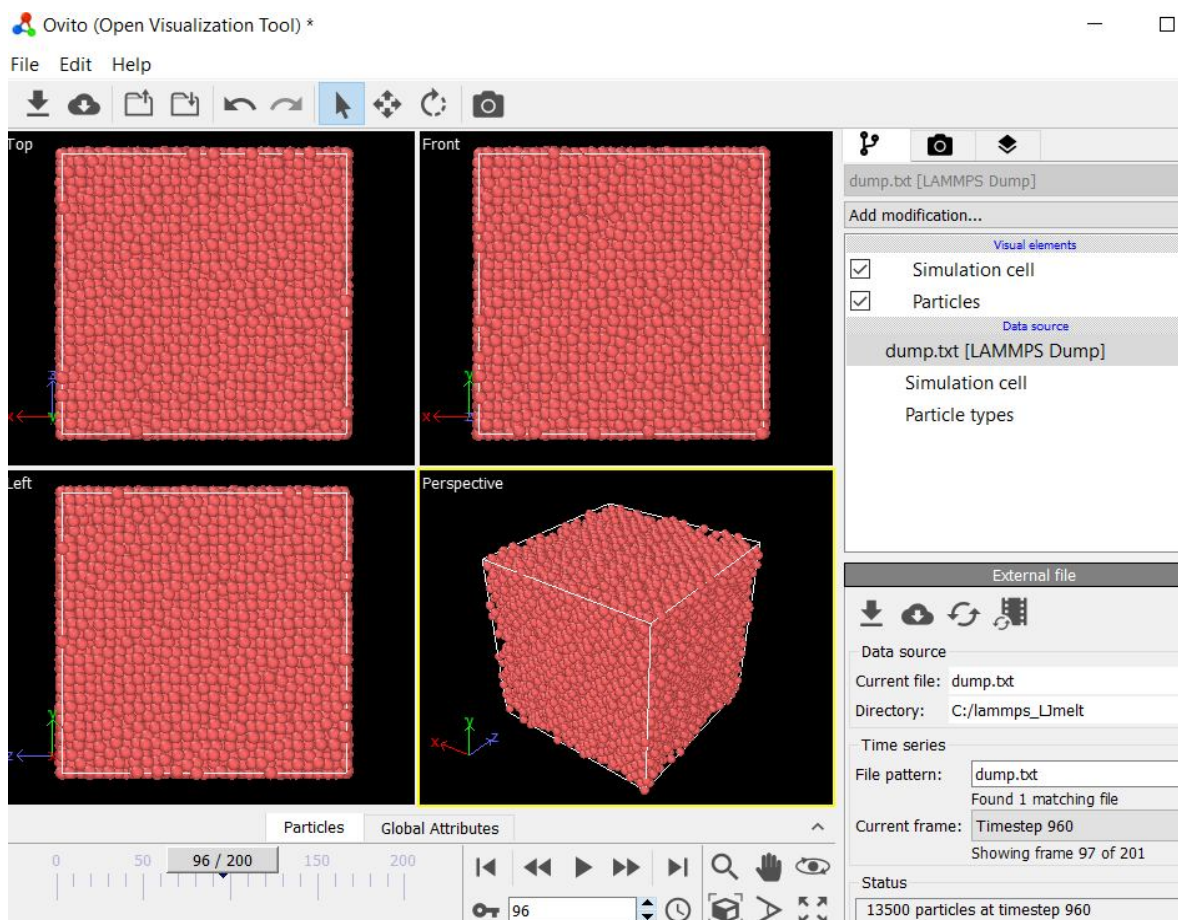 Ovito (Open Visualization Tool) *
File Edit Help
Top
Front
Left
Perspective
x
y
z
x
y
z
z
y
x
y
z
dump.txt [LAMMPS Dump]
Add modification...
Visual elements
Simulation cell
Particles
Data source
dump.txt [LAMMPS Dump]
Simulation cell
Particle types
External file
Data source
Current file: dump.txt
Directory: C:/lammps_LJmelt
Time series
File pattern: dump.txt
Found 1 matching file
Current frame: Timestep 960
Showing frame 97 of 201
Status
13500 particles at timestep 960
Particles Global Attributes
0 50 96 / 200 150 200
96